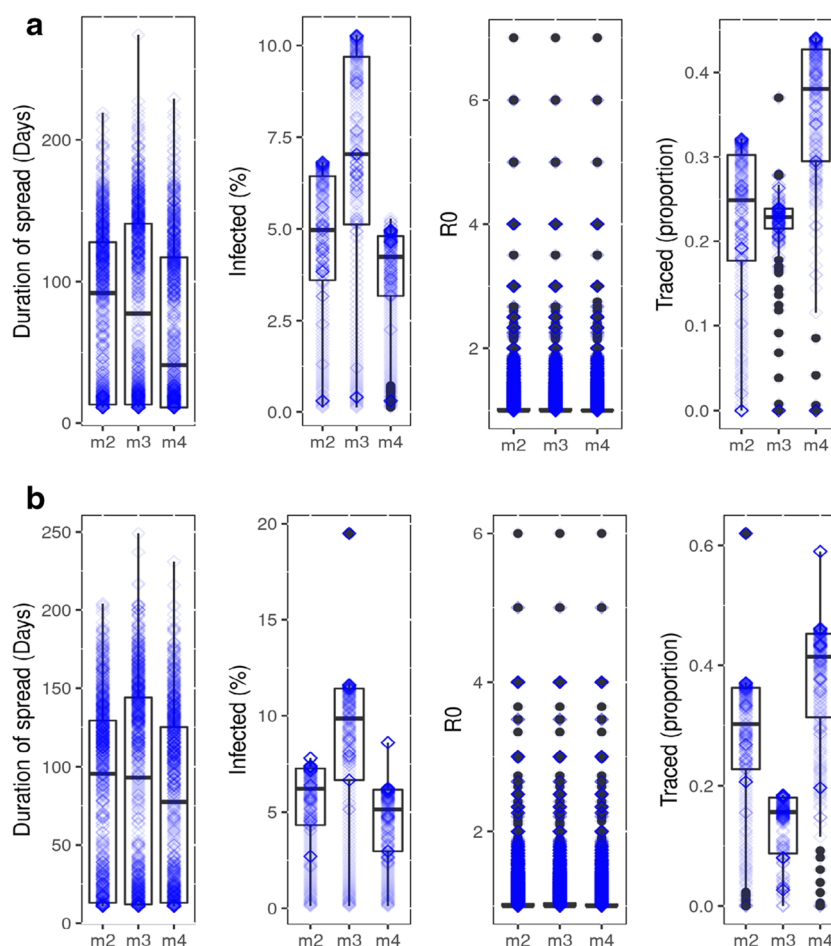 a
Duration of spread (Days)
200
100
0
m2 m3 m4
Infected (%)
10.0
7.5
5.0
2.5
0.0
m2 m3 m4
R0
6
4
2
m2 m3 m4
Traced (proportion)
0.4
0.3
0.2
0.1
0.0
m2 m3 m4
b
Duration of spread (Days)
250
200
150
100
50
0
m2 m3 m4
Infected (%)
20
15
10
5
0
m2 m3 m4
R0
6
4
2
m2 m3 m4
Traced (proportion)
0.6
0.4
0.2
0.0
m2 m3 m4